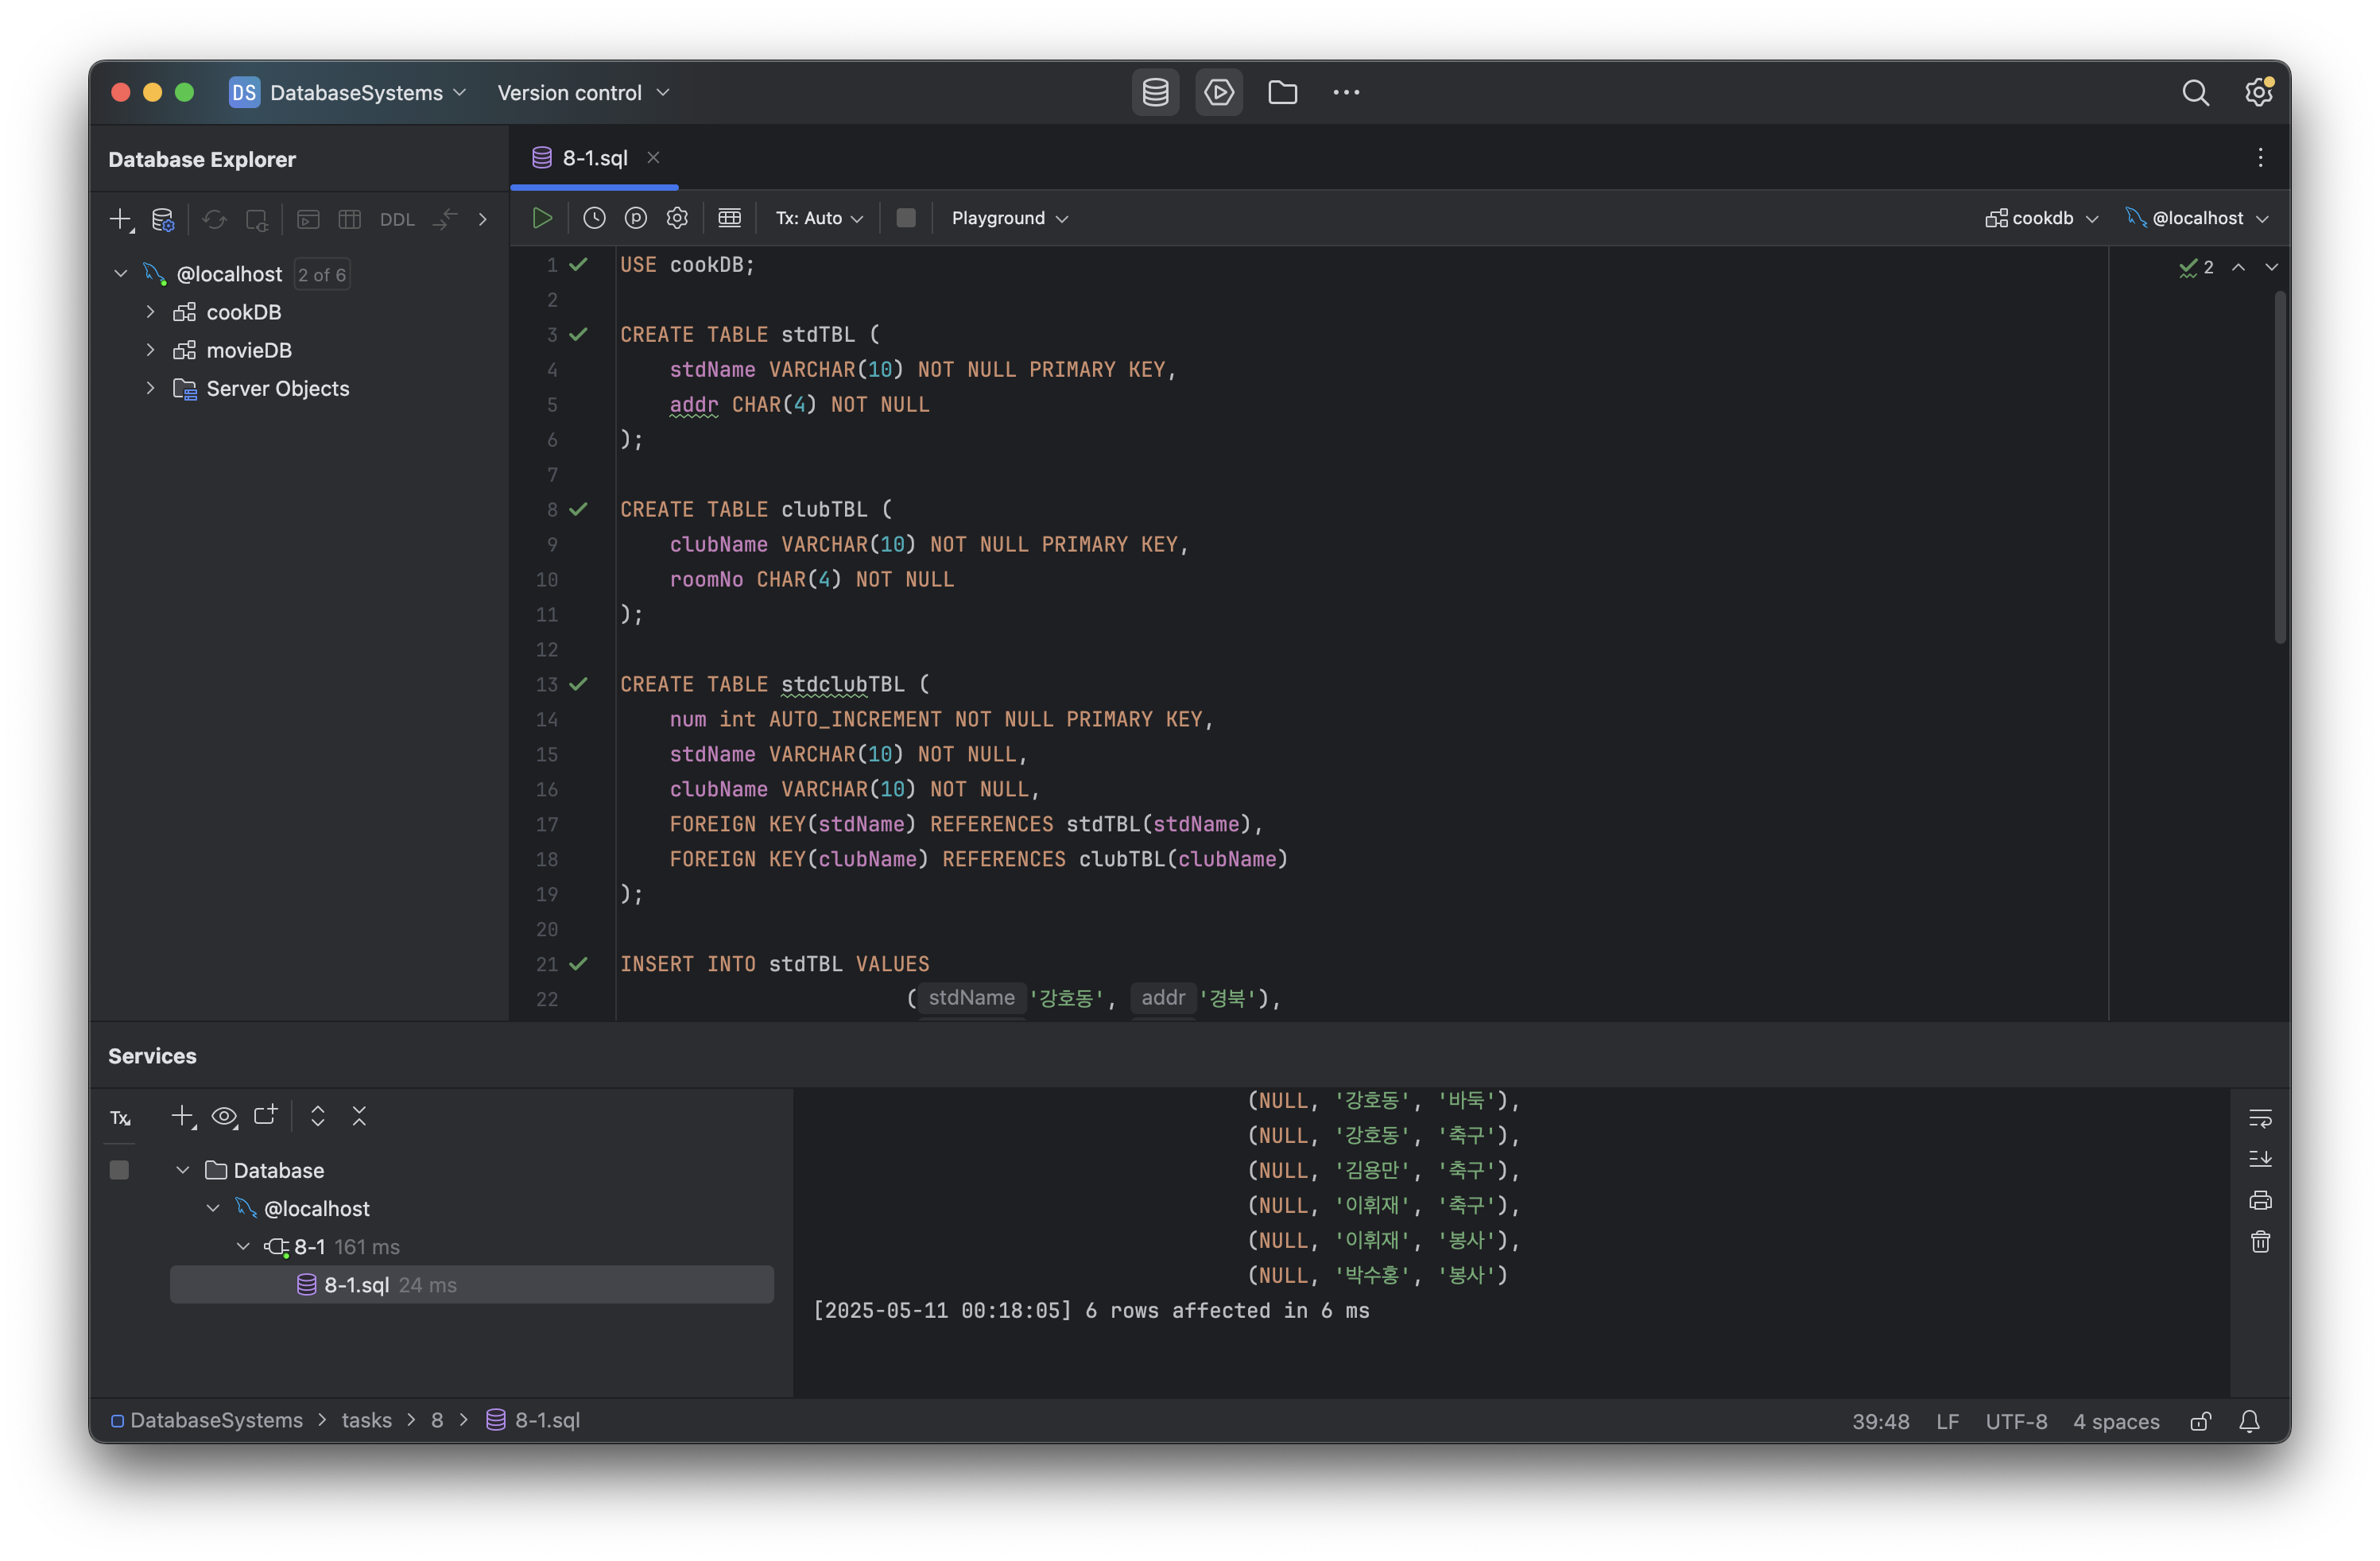 DS DatabaseSystems Version control
Database Explorer
8-1.sql
DDL
Tx: Auto Playground cookdb @localhost
@localhost 2 of 6
cookDB
movieDB
Server Objects
2
1 USE cookDB;
2
3 CREATE TABLE stdTBL (
4 stdName VARCHAR(10) NOT NULL PRIMARY KEY,
5 addr CHAR(4) NOT NULL
6 );
7
8 CREATE TABLE clubTBL (
9 clubName VARCHAR(10) NOT NULL PRIMARY KEY,
10 roomNo CHAR(4) NOT NULL
11 );
12
13 CREATE TABLE stdclubTBL (
14 num int AUTO_INCREMENT NOT NULL PRIMARY KEY,
15 stdName VARCHAR(10) NOT NULL,
16 clubName VARCHAR(10) NOT NULL,
17 FOREIGN KEY(stdName) REFERENCES stdTBL(stdName),
18 FOREIGN KEY(clubName) REFERENCES clubTBL(clubName)
19 );
20
21 INSERT INTO stdTBL VALUES
22 ( stdName '강호동', addr '경북'),
Services
Tx
Database
@localhost
8-1 161 ms
8-1.sql 24 ms
(NULL, '강호동', '바둑'),
(NULL, '강호동', '축구'),
(NULL, '김용만', '축구'),
(NULL, '이휘재', '축구'),
(NULL, '이휘재', '봉사'),
(NULL, '박수홍', '봉사')
[2025-05-11 00:18:05] 6 rows affected in 6 ms
DatabaseSystems > tasks > 8 > 8-1.sql
39:48 LF UTF-8 4 spaces